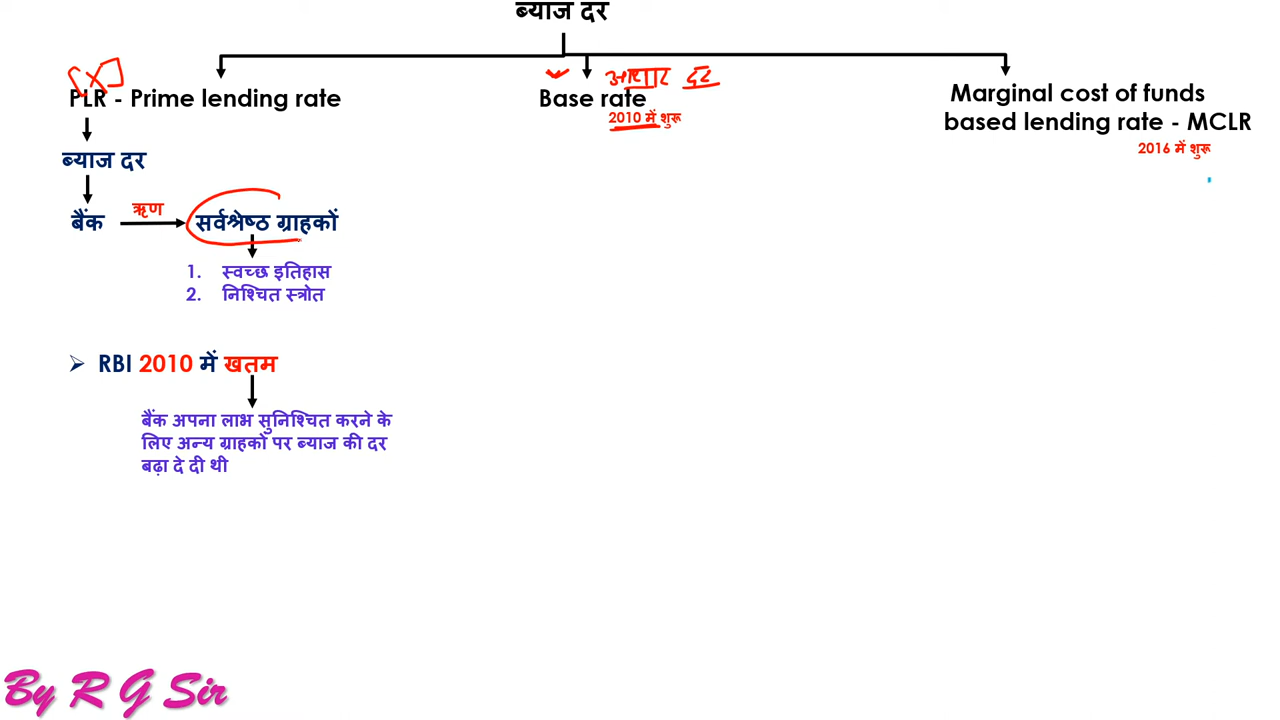 ब्याज दर
PLR - Prime lending rate
आधार दर
Base rate
2010 में शुरू
Marginal cost of funds
based lending rate - MCLR
2016 में शुरू
ब्याज दर
बैंक ऋण सर्वश्रेष्ठ ग्राहकों
1. स्वच्छ इतिहास
2. निश्चित स्त्रोत
➢ RBI 2010 में खतम
बैंक अपना लाभ सुनिश्चित करने के
लिए अन्य ग्राहकों पर ब्याज की दर
बढ़ा दे दी थी
By R G Sir